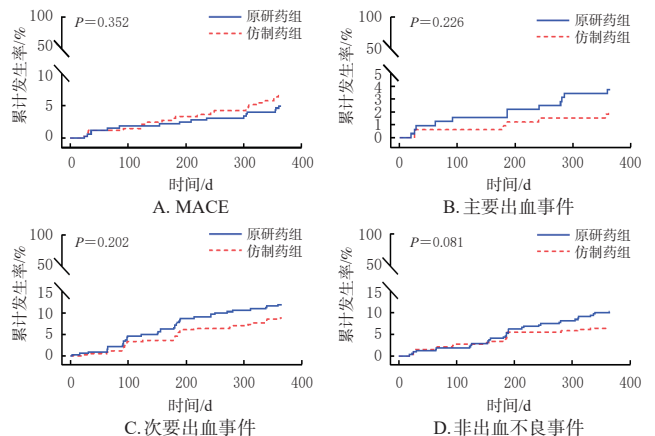 100
50
10
5
0
累计发生率/%
P=0.352
原研药组
仿制药组
0 100 200 300 400
时间/d
A. MACE
100
50
5
4
3
2
1
0
累计发生率/%
P=0.226
原研药组
仿制药组
0 100 200 300 400
时间/d
B.主要出血事件
100
50
15
10
5
0
累计发生率/%
P=0.202
原研药组
仿制药组
0 100 200 300 400
时间/d
C.次要出血事件
100
50
15
10
5
0
累计发生率/%
P=0.081
原研药组
仿制药组
0 100 200 300 400
时间/d
D.非出血不良事件